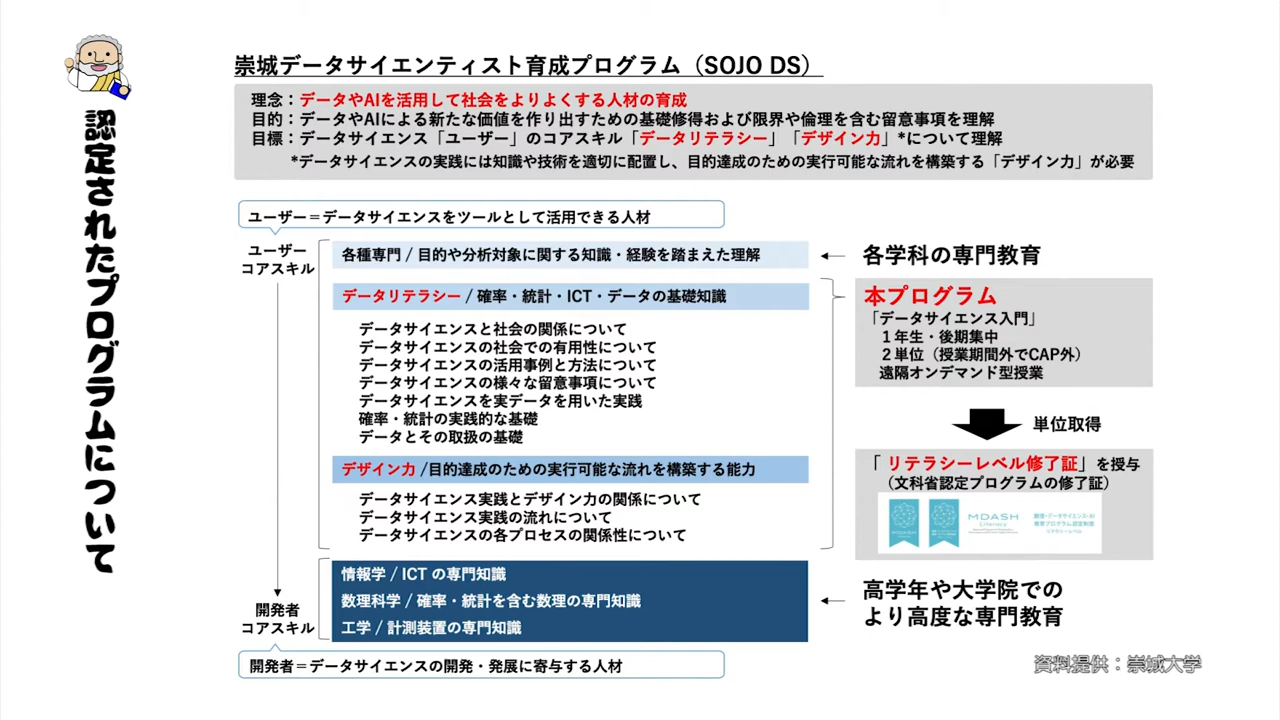 認定されたプログラムについて
崇城データサイエンティスト育成プログラム（SOJO DS）
理念：データやAIを活用して社会をよりよくする人材の育成
目的：データやAIによる新たな価値を作り出すための基礎修得および限界や倫理を含む留意事項を理解
目標：データサイエンス「ユーザー」のコアスキル「データリテラシー」「デザイン力」*について理解
*データサイエンスの実践には知識や技術を適切に配置し、目的達成のための実行可能な流れを構築する「デザイン力」が必要
ユーザー＝データサイエンスをツールとして活用できる人材
ユーザー
コアスキル
各種専門 / 目的や分析対象に関する知識・経験を踏まえた理解
各学科の専門教育
データリテラシー / 確率・統計・ICT・データの基礎知識
データサイエンスと社会の関係について
データサイエンスの社会での有用性について
データサイエンスの活用事例と方法について
データサイエンスの様々な留意事項について
データサイエンスを実データを用いた実践
確率・統計の実践的な基礎
データとその取扱の基礎
デザイン力 /目的達成のための実行可能な流れを構築する能力
データサイエンス実践とデザイン力の関係について
データサイエンス実践の流れについて
データサイエンスの各プロセスの関係性について
本プログラム
「データサイエンス入門」
１年生・後期集中
２単位（授業期間外でCAP外）
遠隔オンデマンド型授業
単位取得
「リテラシーレベル修了証」を授与
（文科省認定プログラムの修了証）
MDASH
Literacy
数理・データサイエンス・AI
教育プログラム認定制度
リテラシーレベル
開発者
コアスキル
情報学 / ICT の専門知識
数理科学 / 確率・統計を含む数理の専門知識
工学 / 計測装置の専門知識
高学年や大学院での
より高度な専門教育
開発者＝データサイエンスの開発・発展に寄与する人材
資料提供：崇城大学